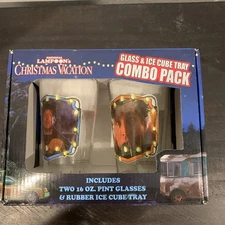 NATIONAL
LAMPOON'S
CHRISTMAS VACATION
GLASS & ICE CUBE TRAY
COMBO PACK
INCLUDES
TWO 16 OZ. PINT GLASSES
& RUBBER ICE CUBE TRAY